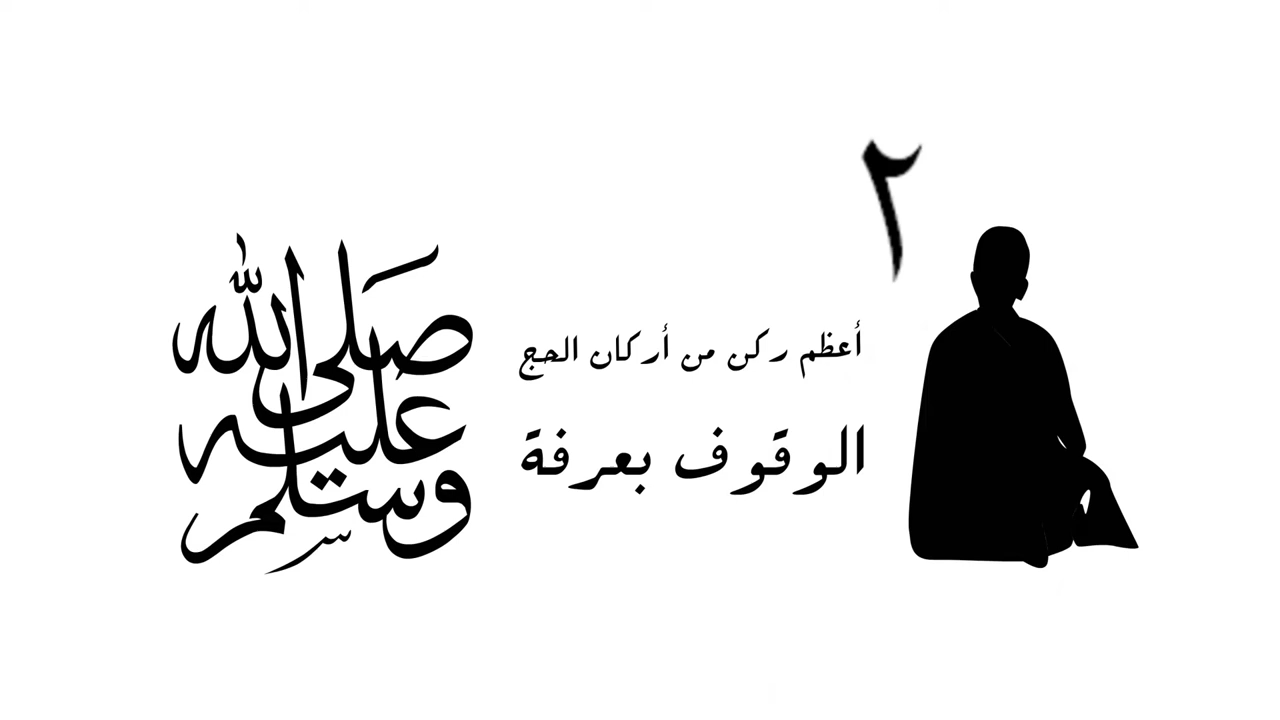 ٢
أعظم ركن من أركان الحج
الوقوف بعرفة
صلى الله
عليه
وسلم